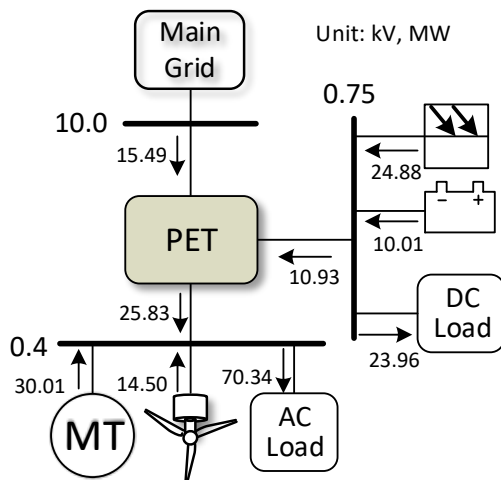 Main
Grid
Unit: kV, MW
10.0
0.75
15.49
24.88
PET
10.01
10.93
25.83
DC
Load
23.96
0.4
30.01
14.50
70.34
MT
AC
Load